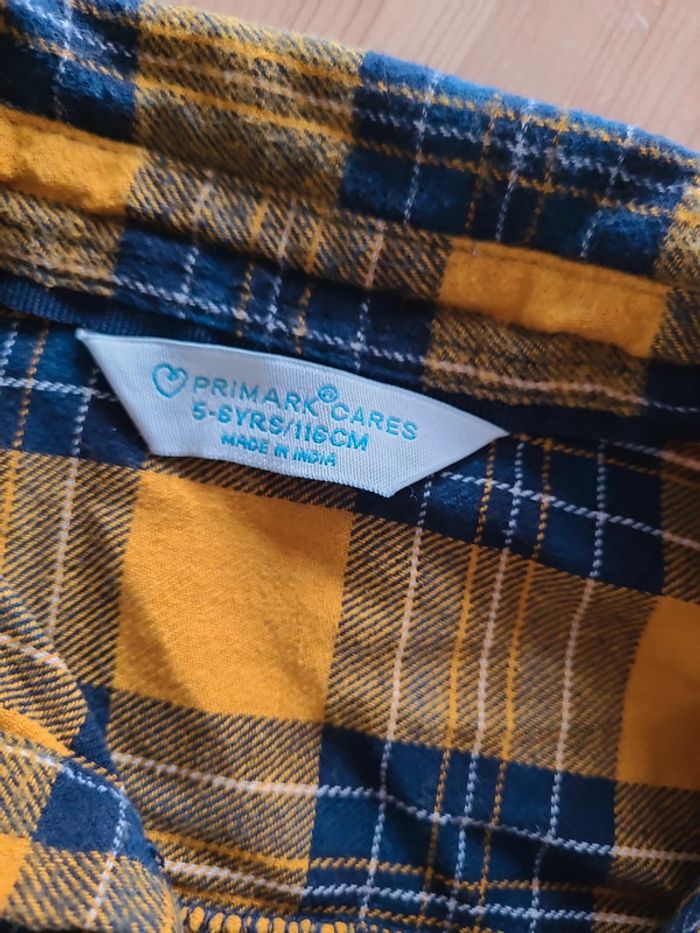 PRIMARK® CARES
5-6YRS/116CM
MADE IN INDIA